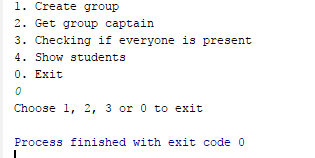 1. Create group
2. Get group captain
3. Checking if everyone is present
4. Show students
0. Exit
0
Choose 1, 2, 3 or 0 to exit
Process finished with exit code 0